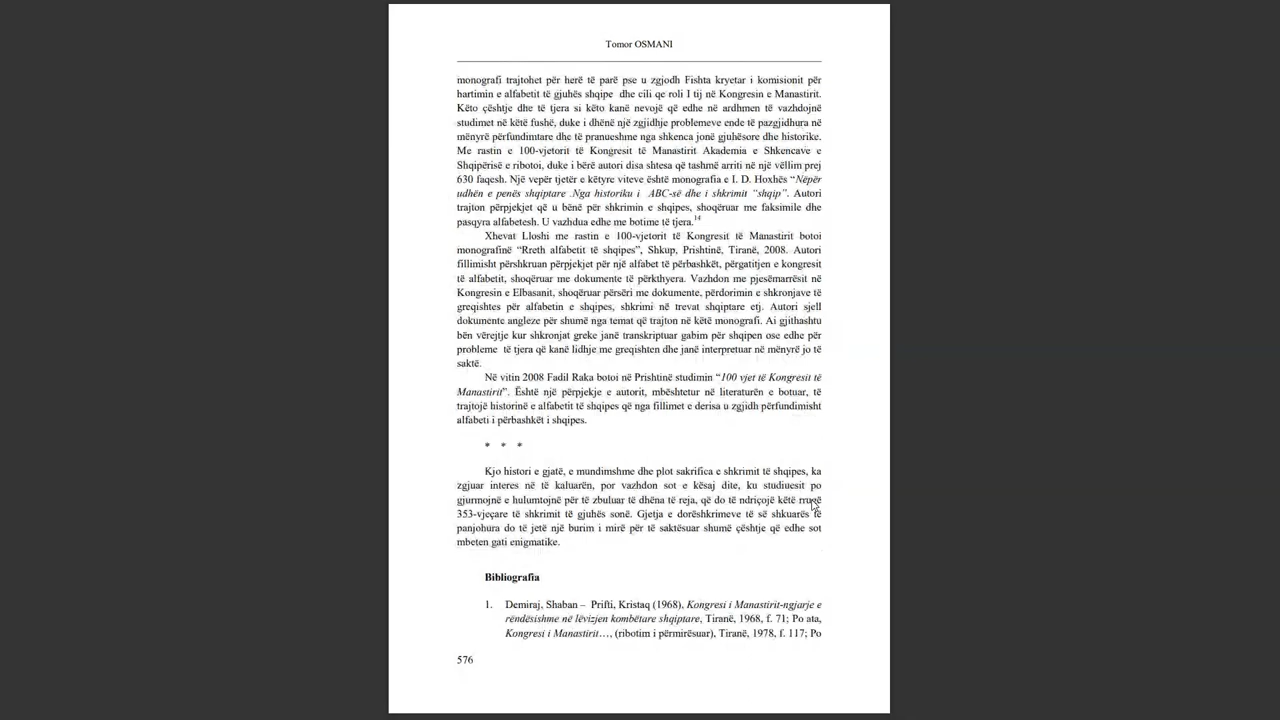 Tomor OSMANI
monografi trajtohet për herë të parë pse u zgjodh Fishta kryetar i komisionit për
hartimin e alfabetit të gjuhës shqipe dhe cili qe roli I tij në Kongresin e Manastirit.
Këto çështje dhe të tjera si këto kanë nevojë që edhe në ardhmen të vazhdojnë
studimet në këtë fushë, duke i dhënë një zgjidhje problemeve ende të pazgjidhura në
mënyrë përfundimtare dhe të pranueshme nga shkenca jonë gjuhësore dhe historike.
Me rastin e 100-vjetorit të Kongresit të Manastirit Akademia e Shkencave e
Shqipërisë e ribotoi, duke i bërë autori disa shtesa që tashmë arriti në një vëllim prej
630 faqesh. Një vepër tjetër e këtyre viteve është monografia e I. D. Hoxhës “Nëpër
udhën e penës shqiptare .Nga historiku i ABC-së dhe i shkrimit “shqip”. Autori
trajton përpjekjet që u bënë për shkrimin e shqipes, shoqëruar me faksimile dhe
pasqyra alfabetesh. U vazhdua edhe me botime të tjera.14
Xhevat Lloshi me rastin e 100-vjetorit të Kongresit të Manastirit botoi
monografinë “Rreth alfabetit të shqipes”, Shkup, Prishtinë, Tiranë, 2008. Autori
fillimisht përshkruan përpjekjet për një alfabet të përbashkët, përgatitjen e kongresit
të alfabetit, shoqëruar me dokumente të përkthyera. Vazhdon me pjesëmarrësit në
Kongresin e Elbasanit, shoqëruar përsëri me dokumente, përdorimin e shkronjave të
greqishtes për alfabetin e shqipes, shkrimi në trevat shqiptare etj. Autori sjell
dokumente angleze për shumë nga temat që trajton në këtë monografi. Ai gjithashtu
bën vërejtje kur shkronjat greke janë transkriptuar gabim për shqipen ose edhe për
probleme të tjera që kanë lidhje me greqishten dhe janë interpretuar në mënyrë jo të
saktë.
Në vitin 2008 Fadil Raka botoi në Prishtinë studimin “100 vjet të Kongresit të
Manastirit”. Është një përpjekje e autorit, mbështetur në literaturën e botuar, të
trajtojë historinë e alfabetit të shqipes që nga fillimet e derisa u zgjidh përfundimisht
alfabeti i përbashkët i shqipes.
* * *
Kjo histori e gjatë, e mundimshme dhe plot sakrifica e shkrimit të shqipes, ka
zgjuar interes në të kaluarën, por vazhdon sot e kësaj dite, ku studiuesit po
gjurmojnë e hulumtojnë për të zbuluar të dhëna të reja, që do të ndriçojë këtë rrugë
353-vjeçare të shkrimit të gjuhës sonë. Gjetja e dorëshkrimeve të së shkuarës të
panjohura do të jetë një burim i mirë për të saktësuar shumë çështje që edhe sot
mbeten gati enigmatike.
Bibliografia
1. Demiraj, Shaban – Prifti, Kristaq (1968), Kongresi i Manastirit-ngjarje e
rëndësishme në lëvizjen kombëtare shqiptare, Tiranë, 1968, f. 71; Po ata,
Kongresi i Manastirit…, (ribotim i përmirësuar), Tiranë, 1978, f. 117; Po
576